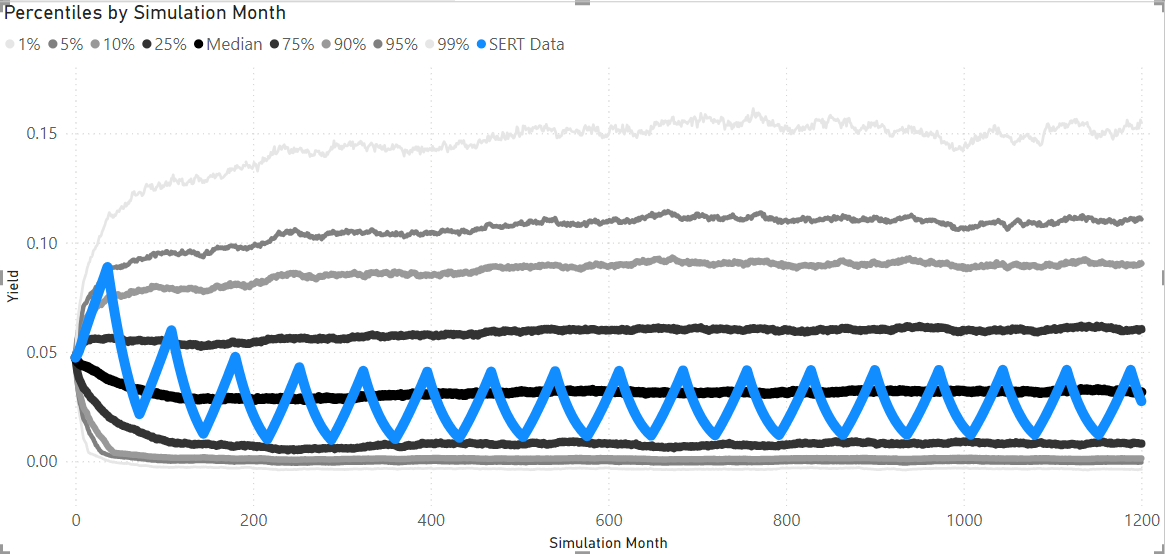 Percentiles by Simulation Month
1% 5% 10% 25% Median 75% 90% 95% 99% SERT Data
0.15
0.10
0.05
0.00
Yield
0 200 400 600 800 1000 1200
Simulation Month